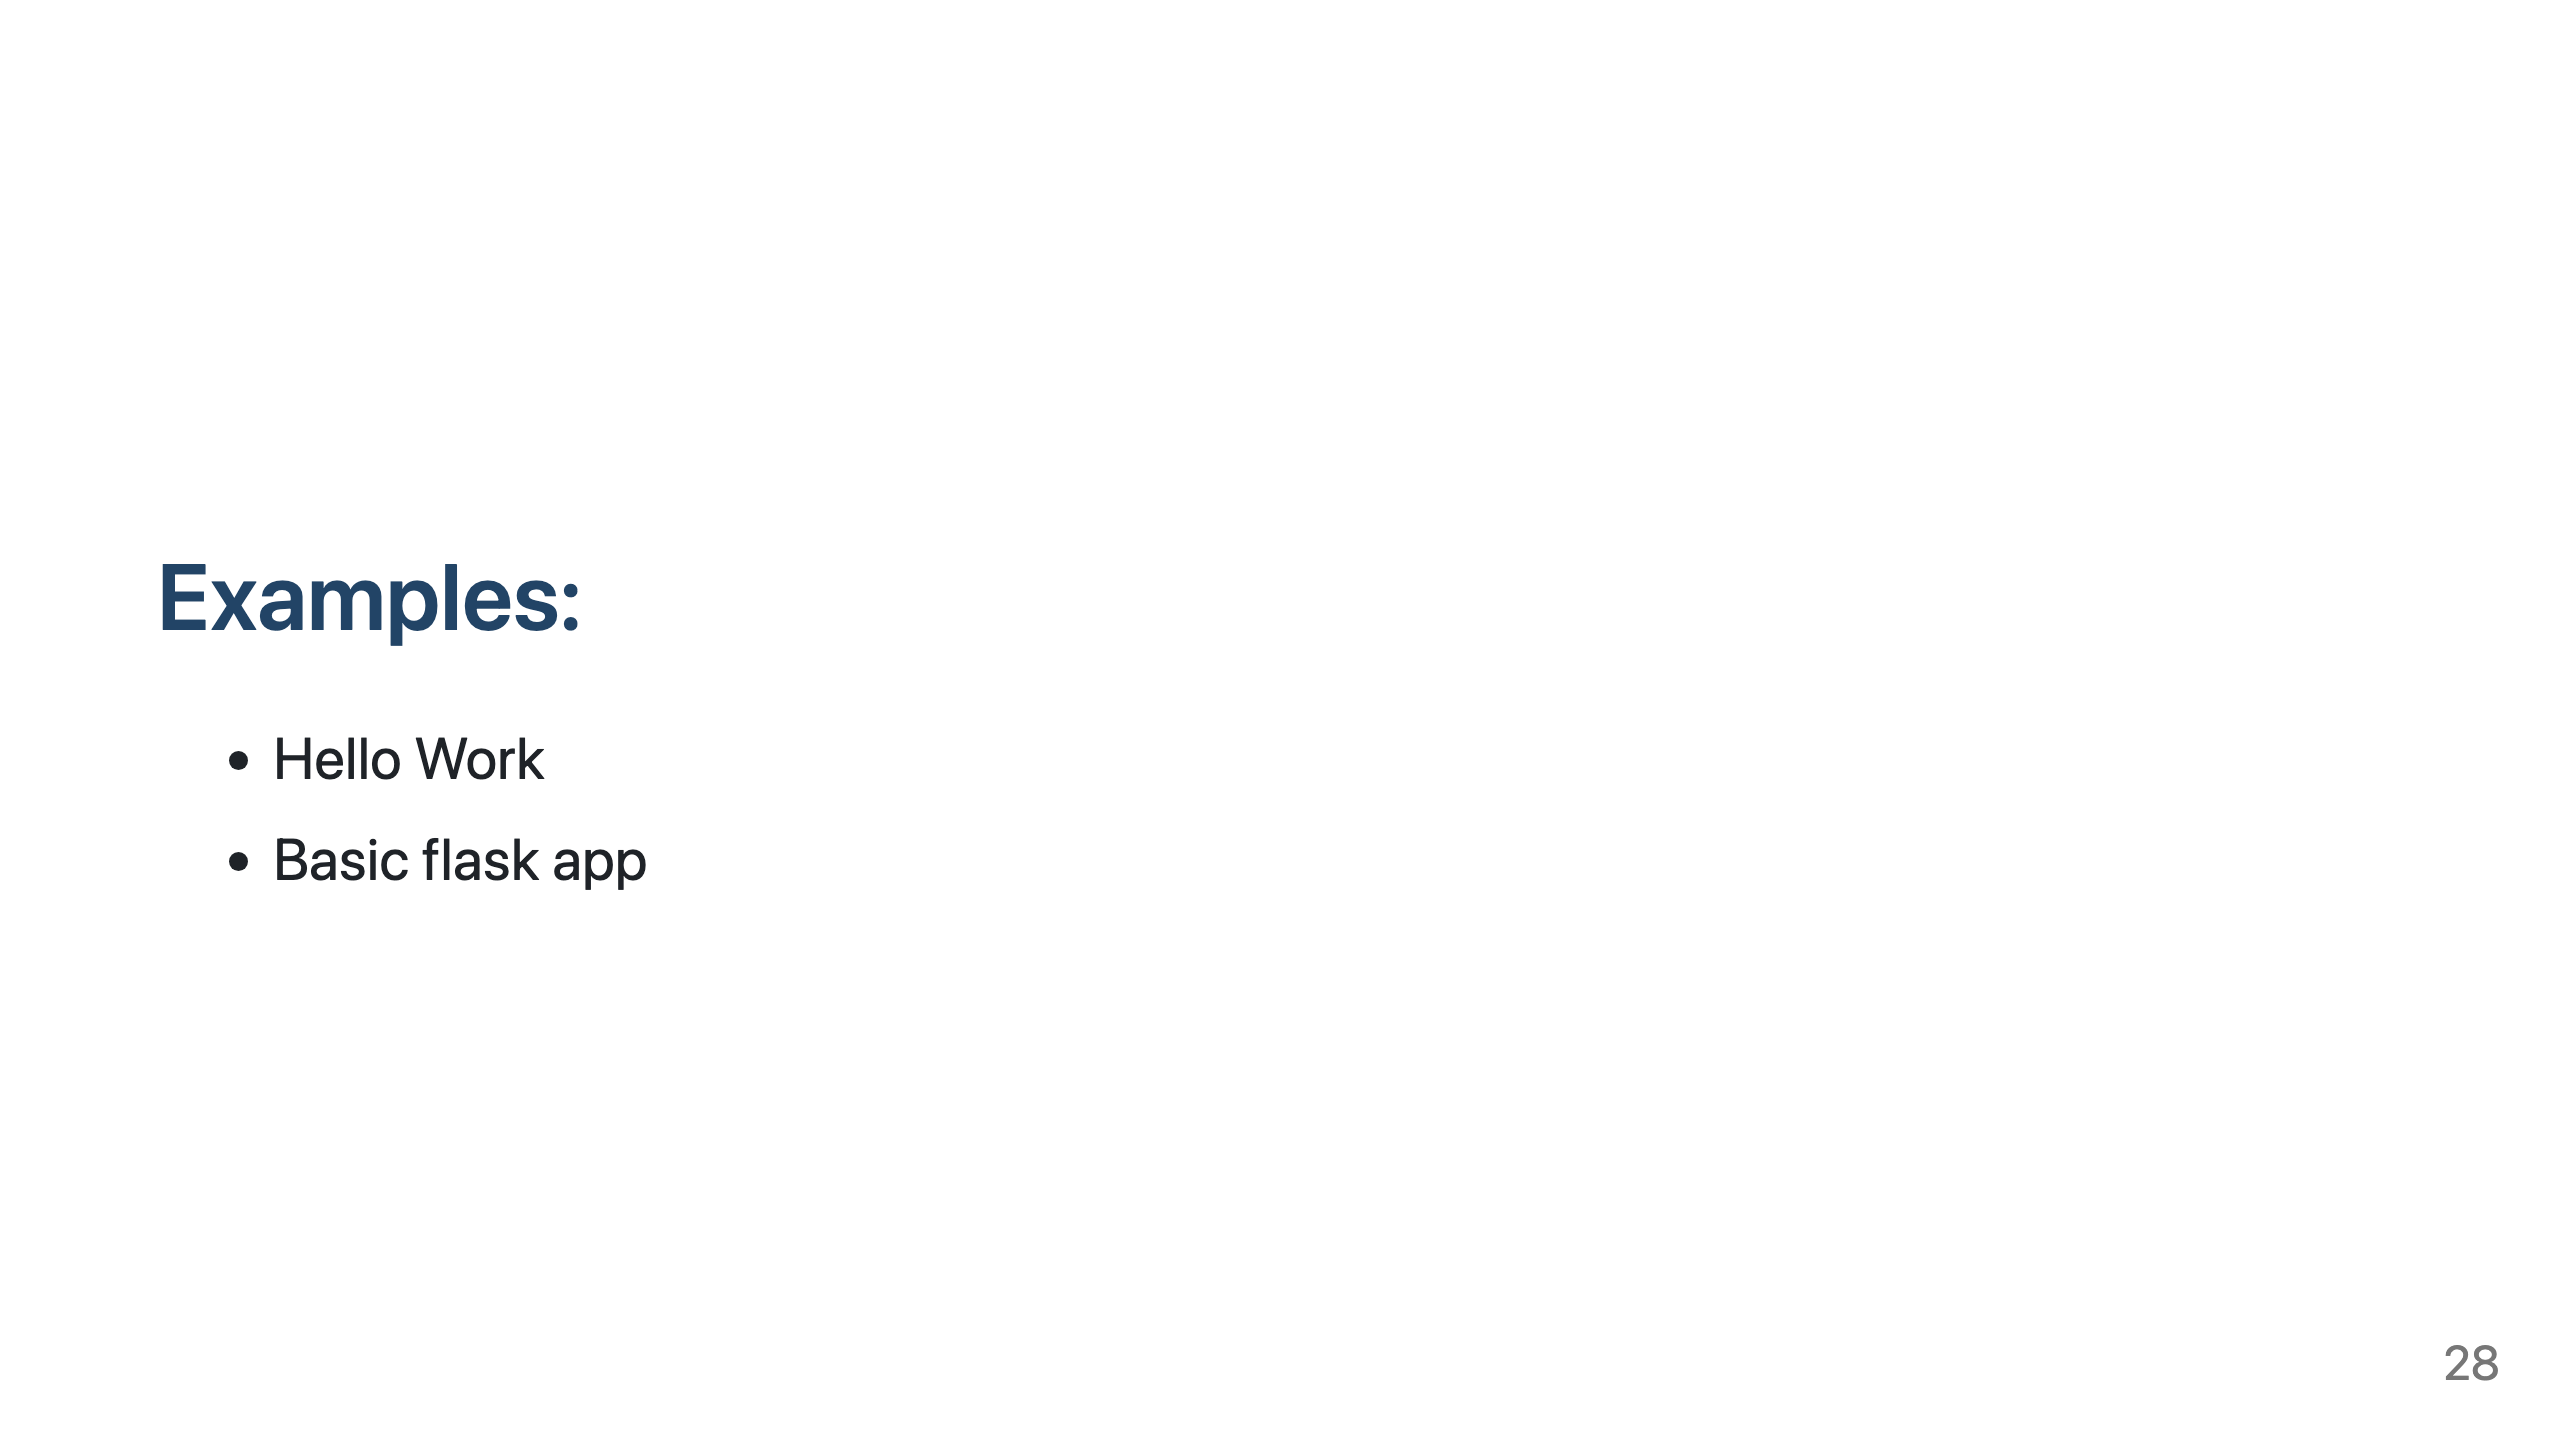 Examples:
• Hello Work
• Basic flask app
28